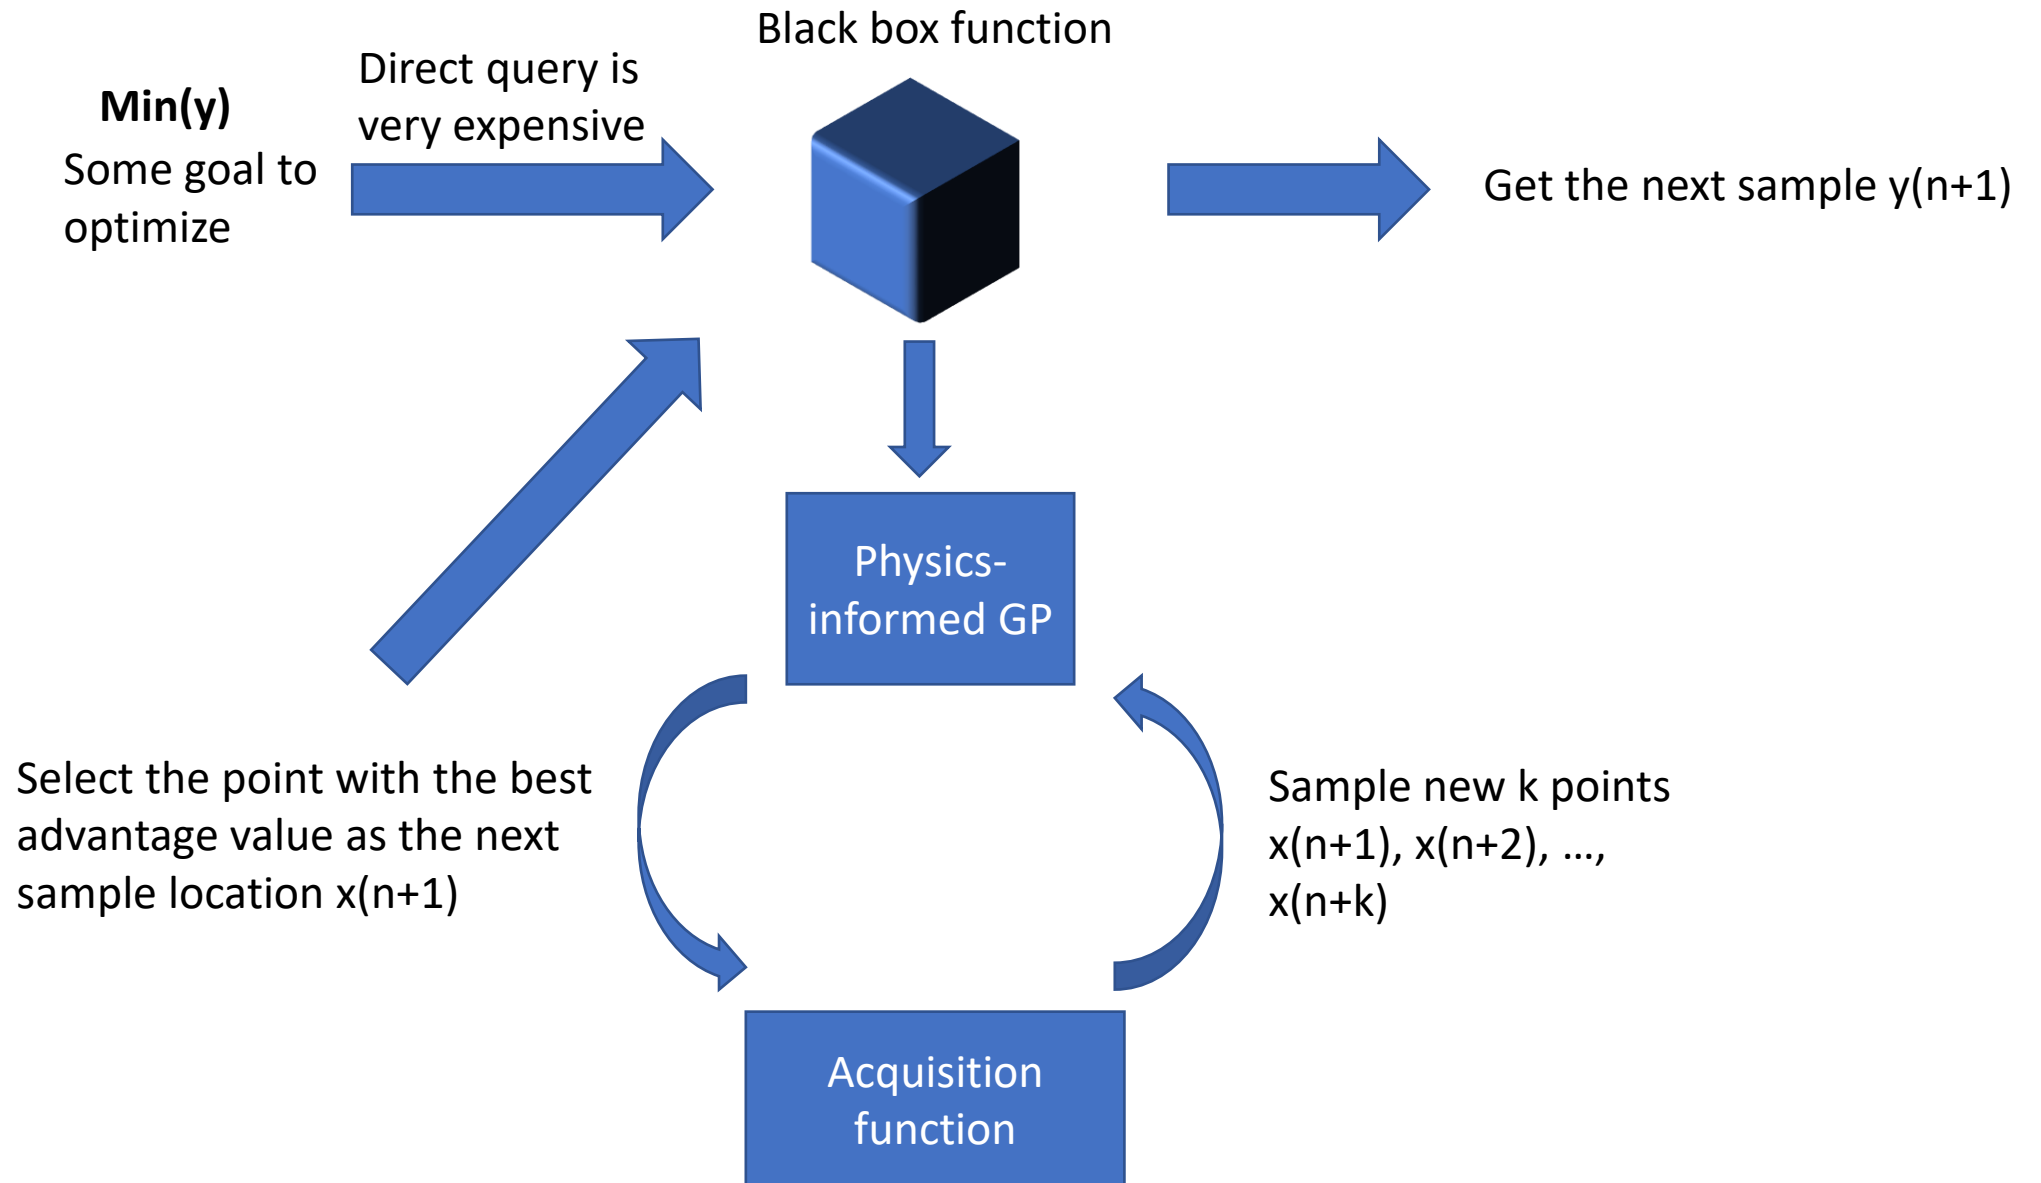 Black box function
Min(y)
Some goal to
optimize
Direct query is
very expensive
Get the next sample y(n+1)
Physics-
informed GP
Select the point with the best
advantage value as the next
sample location x(n+1)
Sample new k points
x(n+1), x(n+2), …,
x(n+k)
Acquisition
function